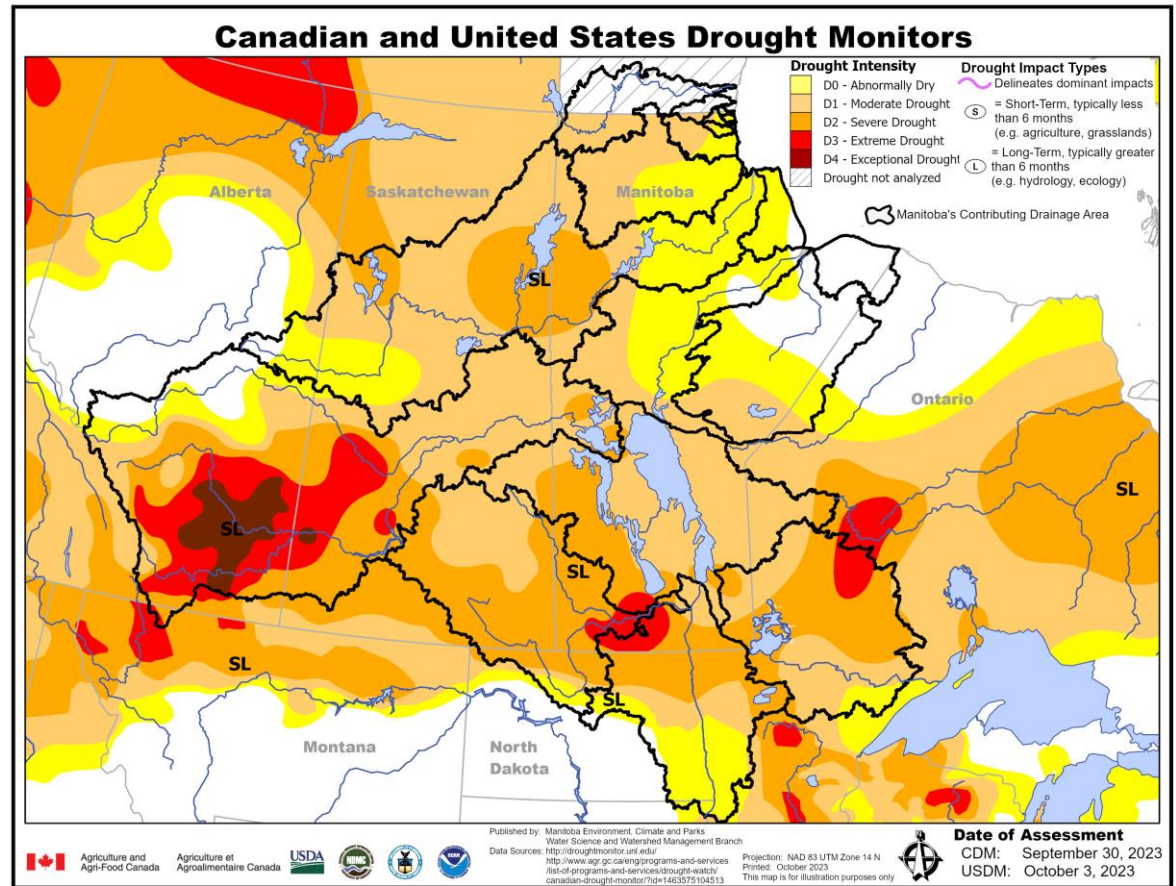 Canadian and United States Drought Monitors
Drought Intensity
D0 - Abnormally Dry
D1 - Moderate Drought
D2 - Severe Drought
D3 - Extreme Drought
D4 - Exceptional Drought
Drought not analyzed
Drought Impact Types
Delineates dominant impacts
S = Short-Term, typically less
than 6 months
(e.g. agriculture, grasslands)
L = Long-Term, typically greater
than 6 months
(e.g. hydrology, ecology)
Manitoba's Contributing Drainage Area
Alberta
Saskatchewan
Manitoba
SL
Ontario
SL
SL
SL
SL
SL
Montana
North
Dakota
Agriculture and
Agri-Food Canada
Agriculture et
Agroalimentaire Canada
USDA
NDMC
NOAA
Published by: Manitoba Environment, Climate and Parks
Water Science and Watershed Management Branch
Data Sources: http://droughtmonitor.unl.edu/
http://www.agr.gc.ca/eng/programs-and-services
/list-of-programs-and-services/drought-watch/
canadian-drought-monitor/?id=1463575104513
Projection: NAD 83 UTM Zone 14 N
Printed: October 2023
This map is for illustration purposes only
Date of Assessment
CDM: September 30, 2023
USDM: October 3, 2023